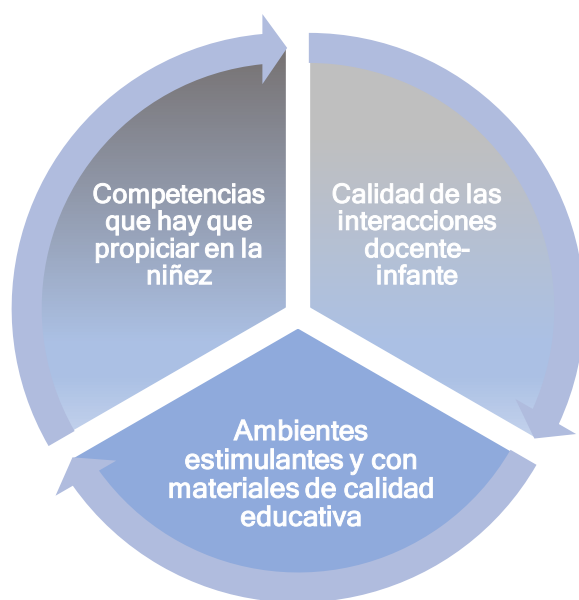 Competencias
que hay que
propiciar en la
niñez
Calidad de las
interacciones
docente-
infante
Ambientes
estimulantes y con
materiales de calidad
educativa